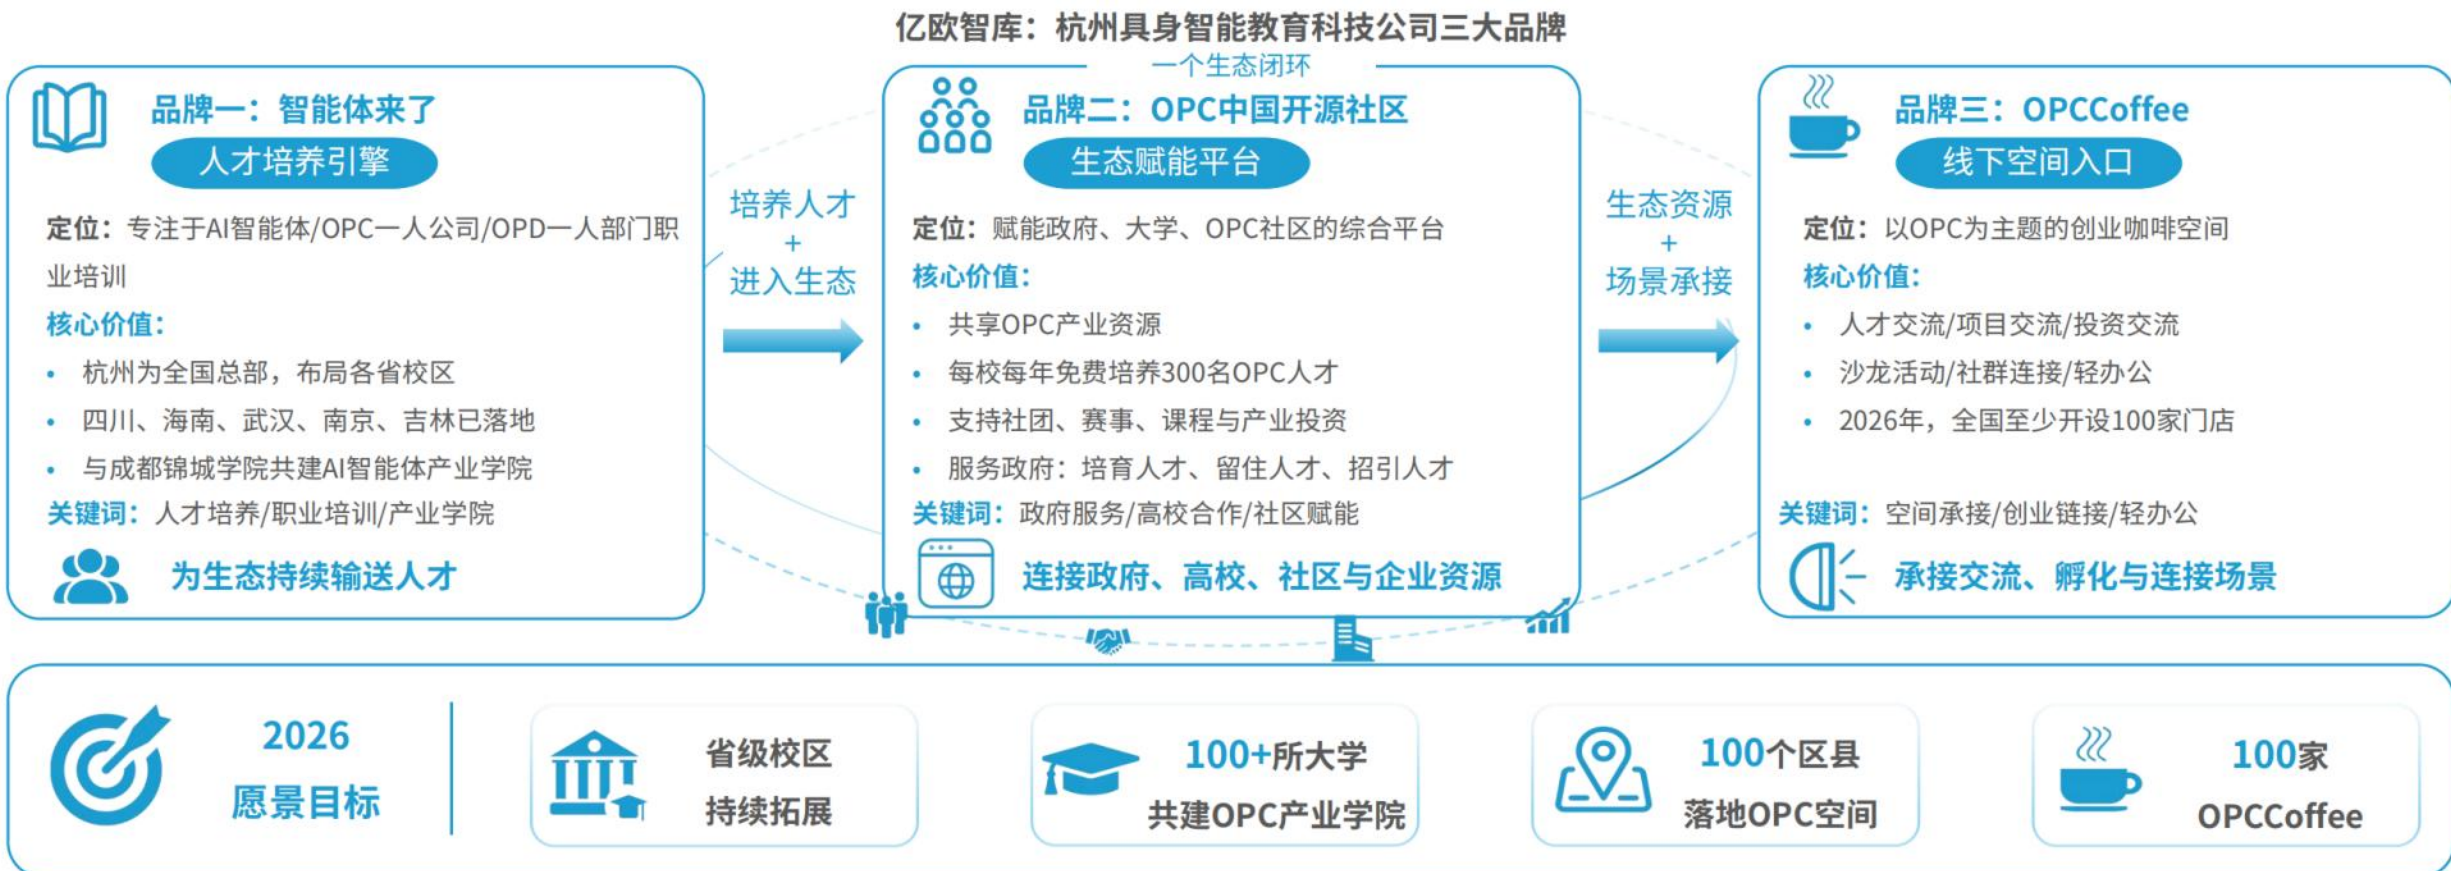 亿欧智库：杭州具身智能教育科技公司三大品牌
一个生态闭环
品牌一：智能体来了
人才培养引擎
定位：专注于AI智能体/OPC一人公司/OPD一人部门职
业培训
核心价值：
• 杭州为全国总部，布局各省校区
• 四川、海南、武汉、南京、吉林已落地
• 与成都锦城学院共建AI智能体产业学院
关键词：人才培养/职业培训/产业学院
为生态持续输送人才
培养人才
+
进入生态
品牌二：OPC中国开源社区
生态赋能平台
定位：赋能政府、大学、OPC社区的综合平台
核心价值：
• 共享OPC产业资源
• 每校每年免费培养300名OPC人才
• 支持社团、赛事、课程与产业投资
• 服务政府：培育人才、留住人才、招引人才
关键词：政府服务/高校合作/社区赋能
连接政府、高校、社区与企业资源
生态资源
+
场景承接
品牌三：OPCCoffee
线下空间入口
定位：以OPC为主题的创业咖啡空间
核心价值：
• 人才交流/项目交流/投资交流
• 沙龙活动/社群连接/轻办公
• 2026年，全国至少开设100家门店
关键词：空间承接/创业链接/轻办公
承接交流、孵化与连接场景
2026
愿景目标
省级校区
持续拓展
100+所大学
共建OPC产业学院
100个区县
落地OPC空间
100家
OPCCoffee